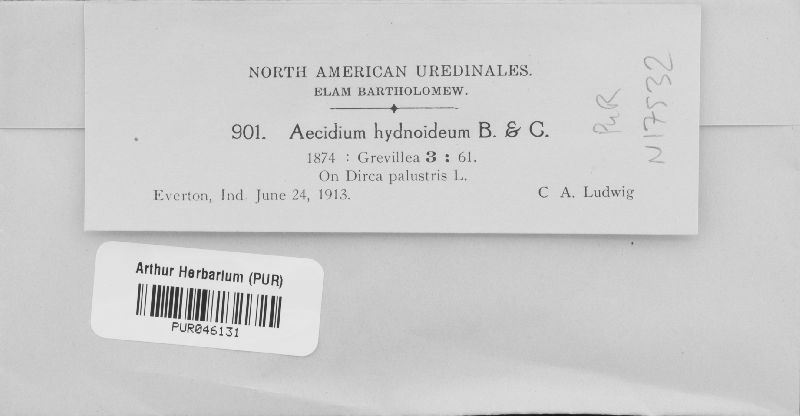 NORTH AMERICAN UREDINALES.
ELAM BARTHOLOMEW.
901. Aecidium hydnoideum B. & C.
1874 : Grevillea 3 : 61.
On Dirca palustris L.
Everton, Ind. June 24, 1913. C A. Ludwig
PUR
N17532
Arthur Herbarium (PUR)
PUR046131